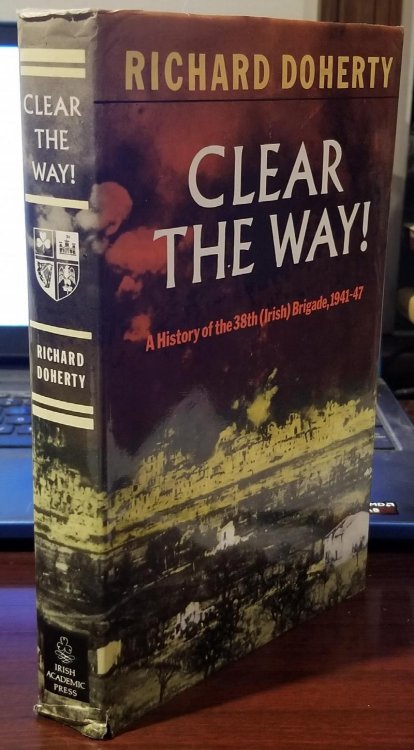 CLEAR
THE
WAY!
RICHARD
DOHERTY
IRISH
ACADEMIC
PRESS
RICHARD DOHERTY
CLEAR
THE WAY!
A History of the 38th (Irish) Brigade, 1941-47